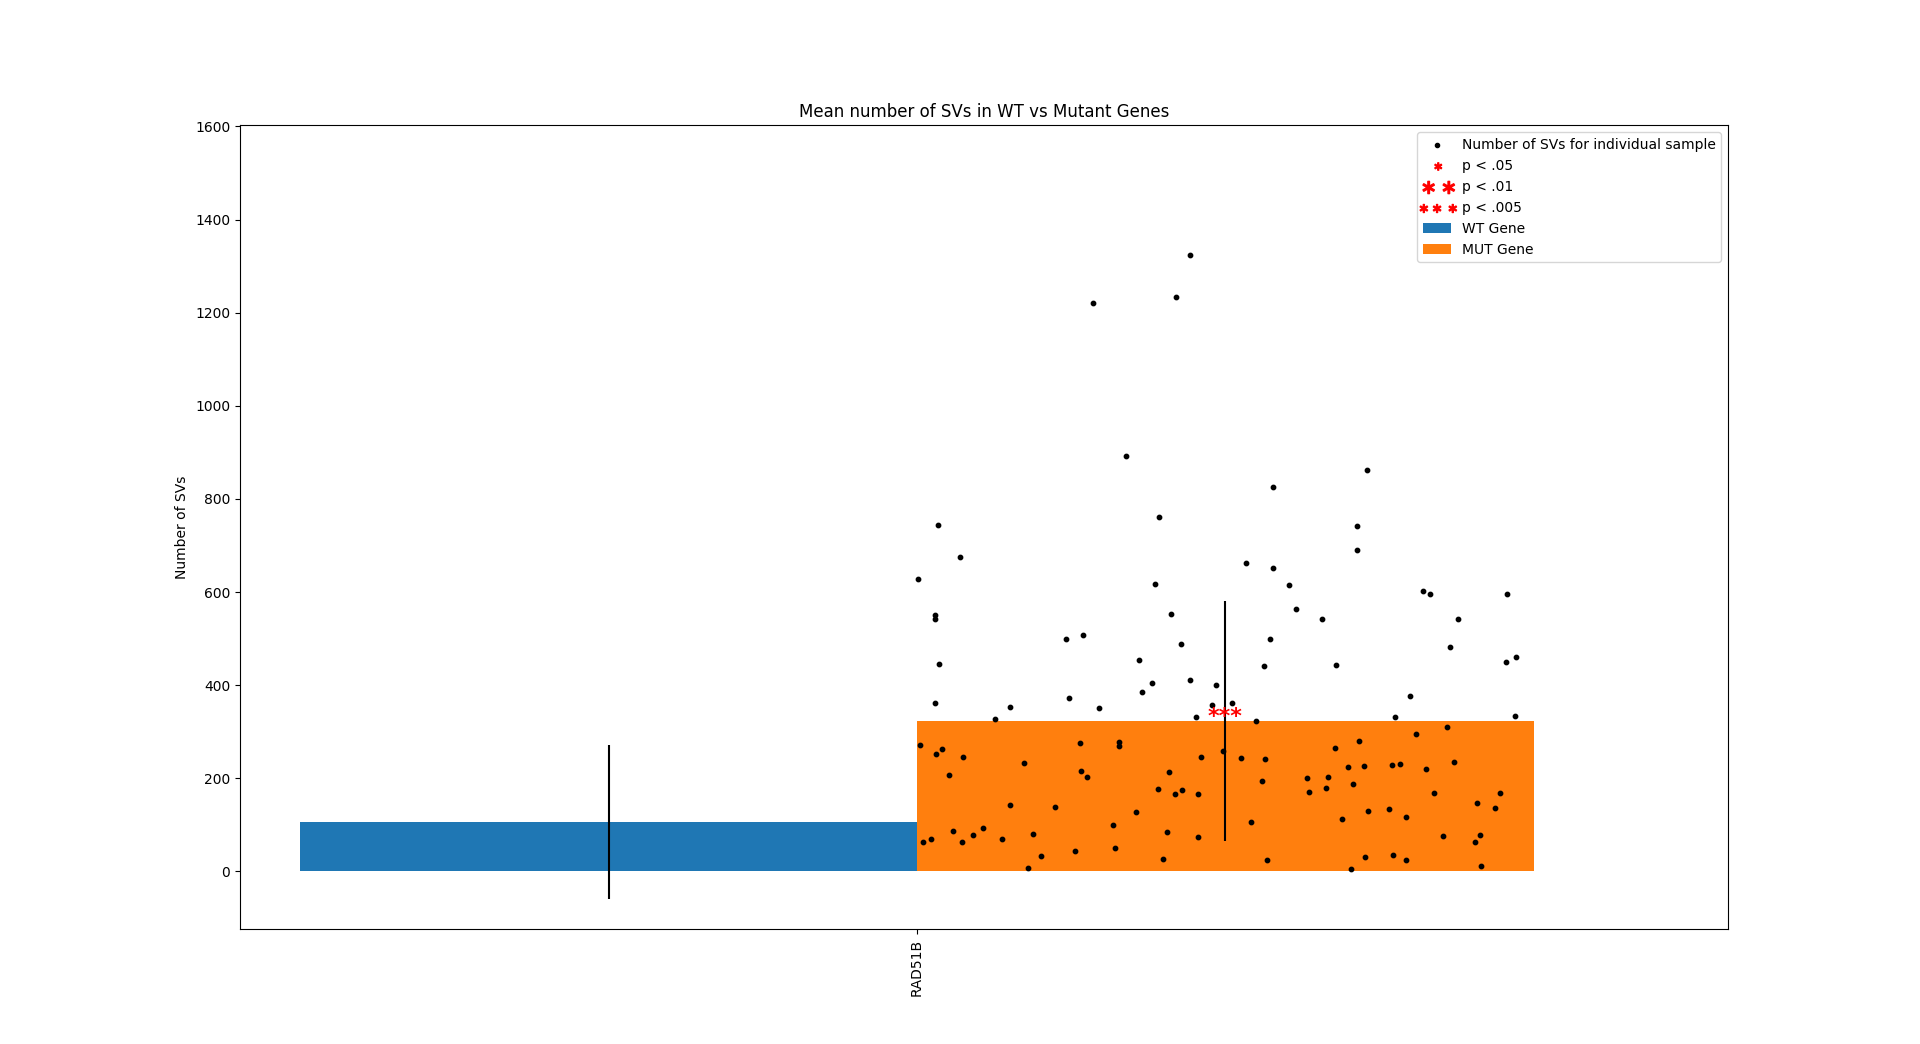 Mean number of SVs in WT vs Mutant Genes
1600
1400
1200
1000
800
600
400
200
0
Number of SVs
RAD51B
Number of SVs for individual sample
p < .05
p < .01
p < .005
WT Gene
MUT Gene